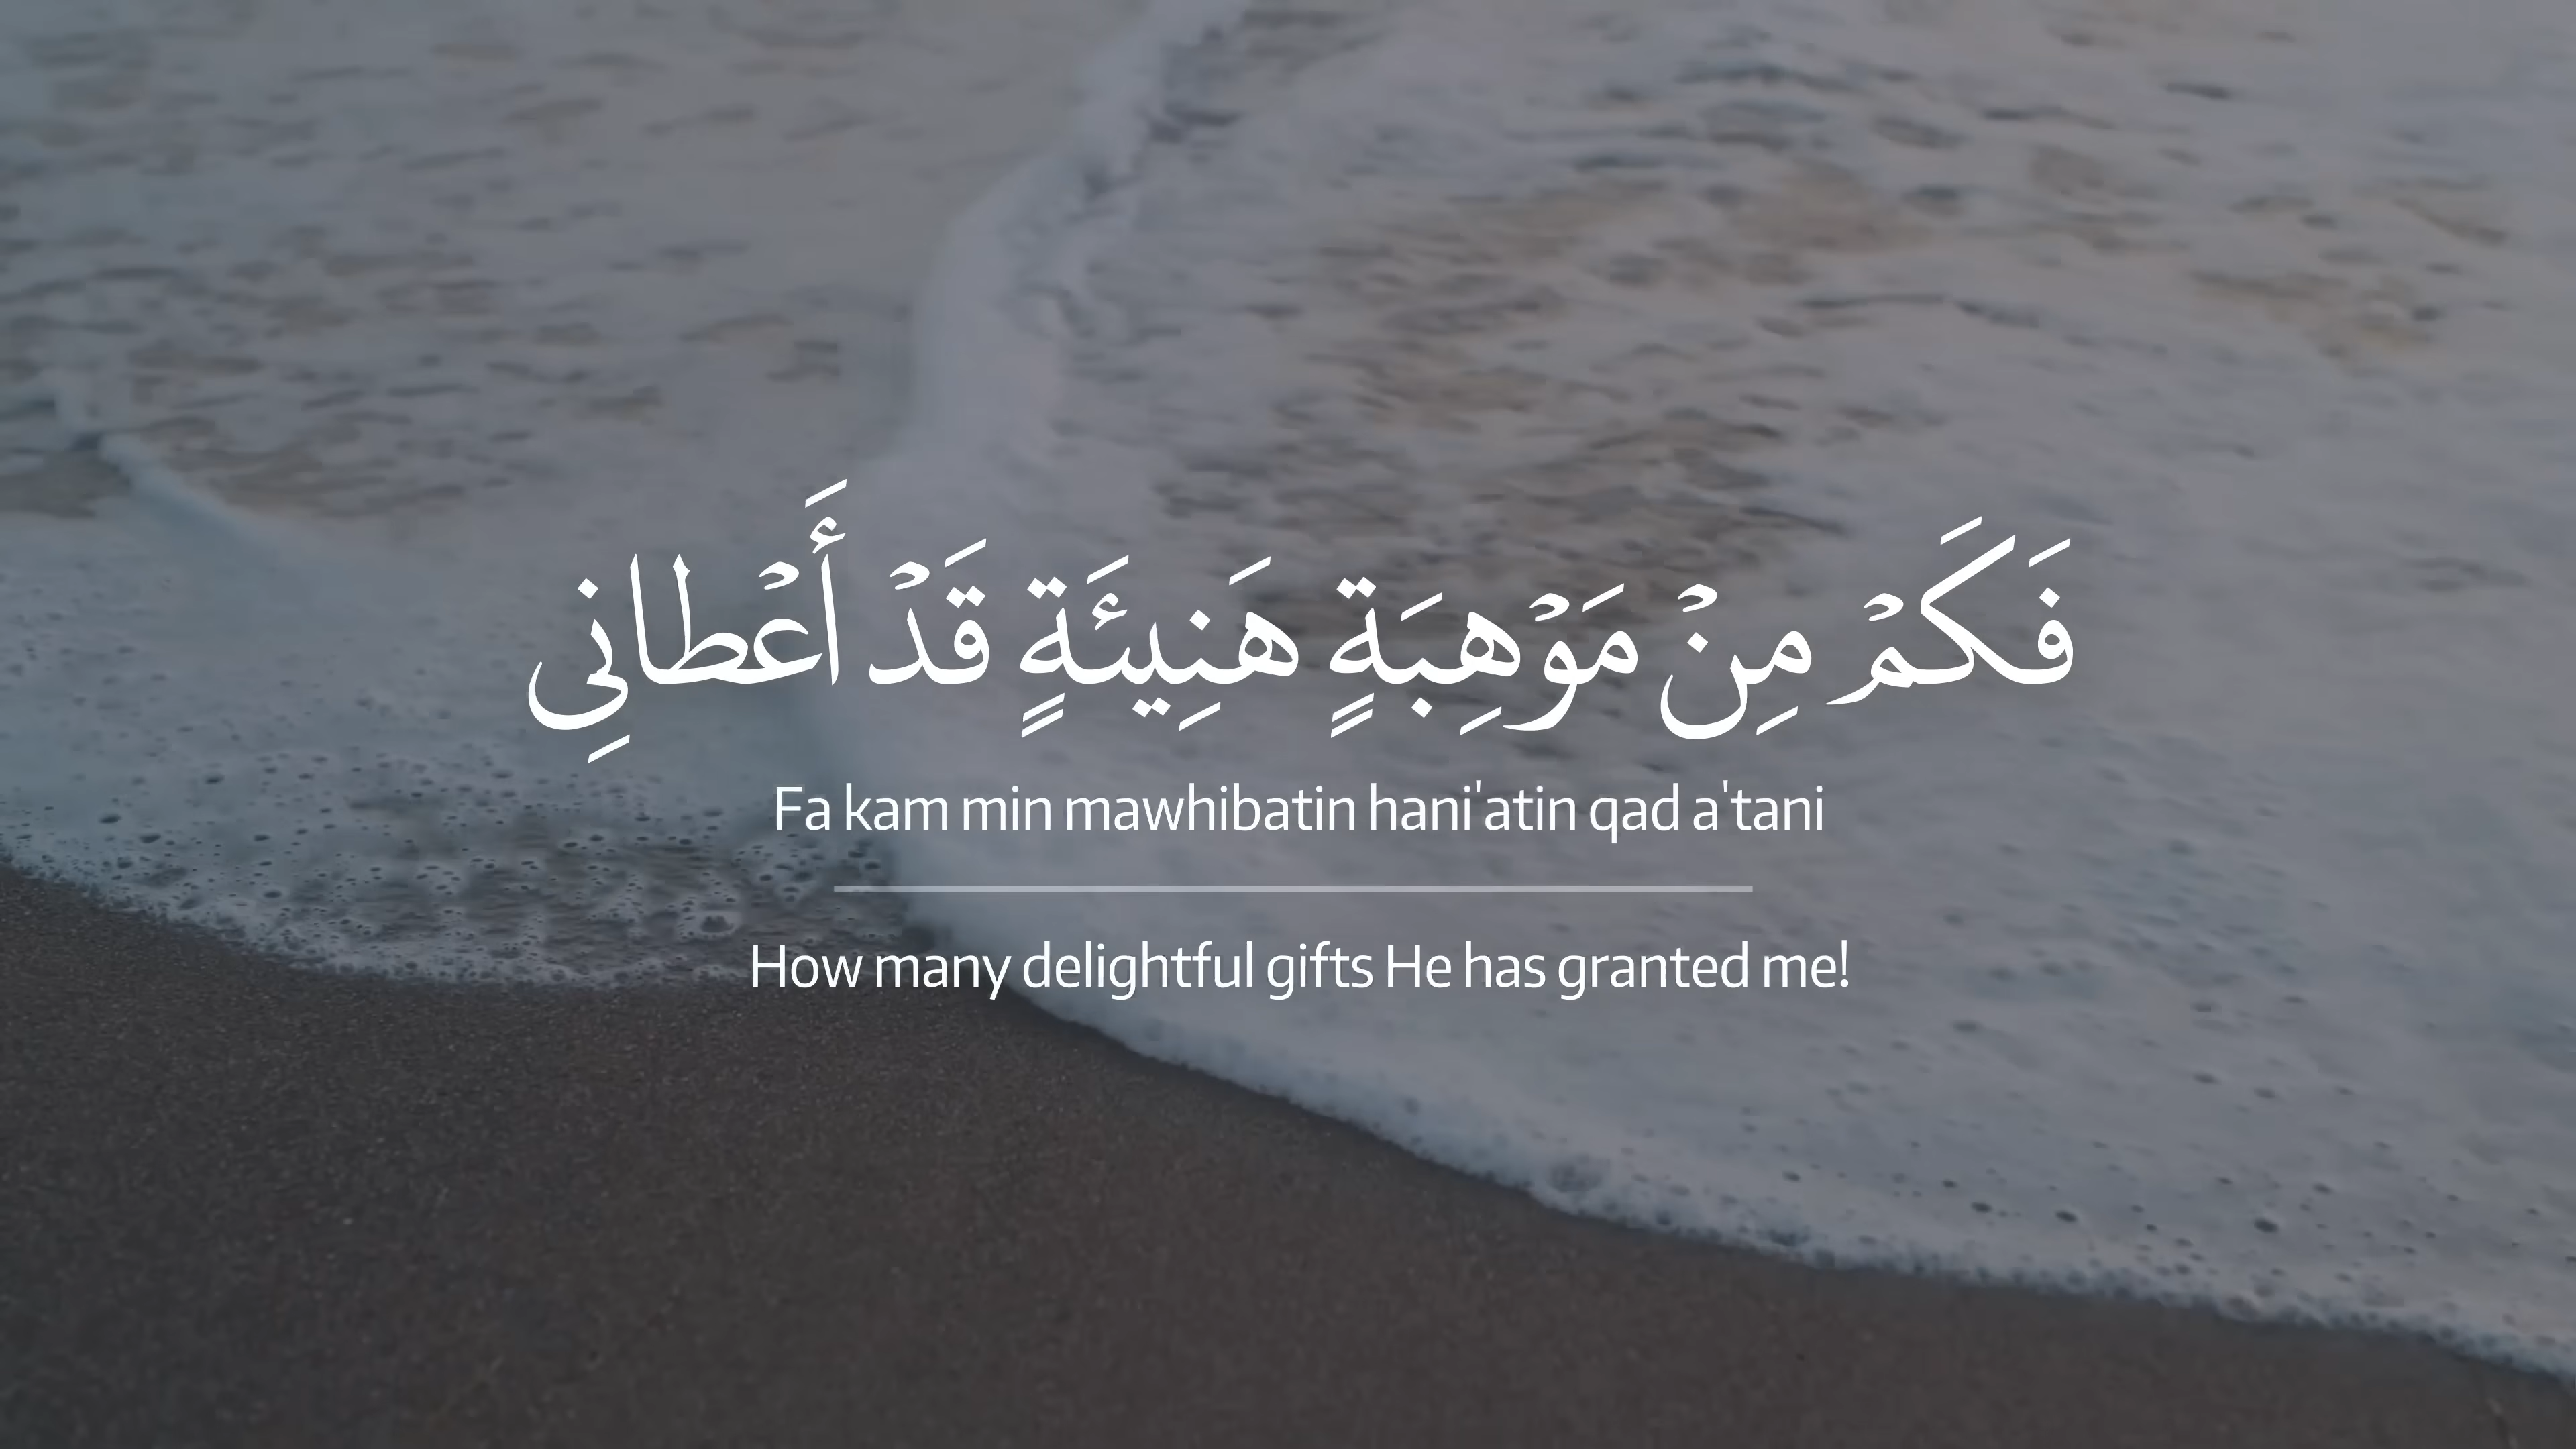 فَكَمْ مِنْ مَوْهِبَةٍ هَنِيئَةٍ قَدْ أَعْطانِي
Fa kam min mawhibatin hani'atin qad a'tani
How many delightful gifts He has granted me!